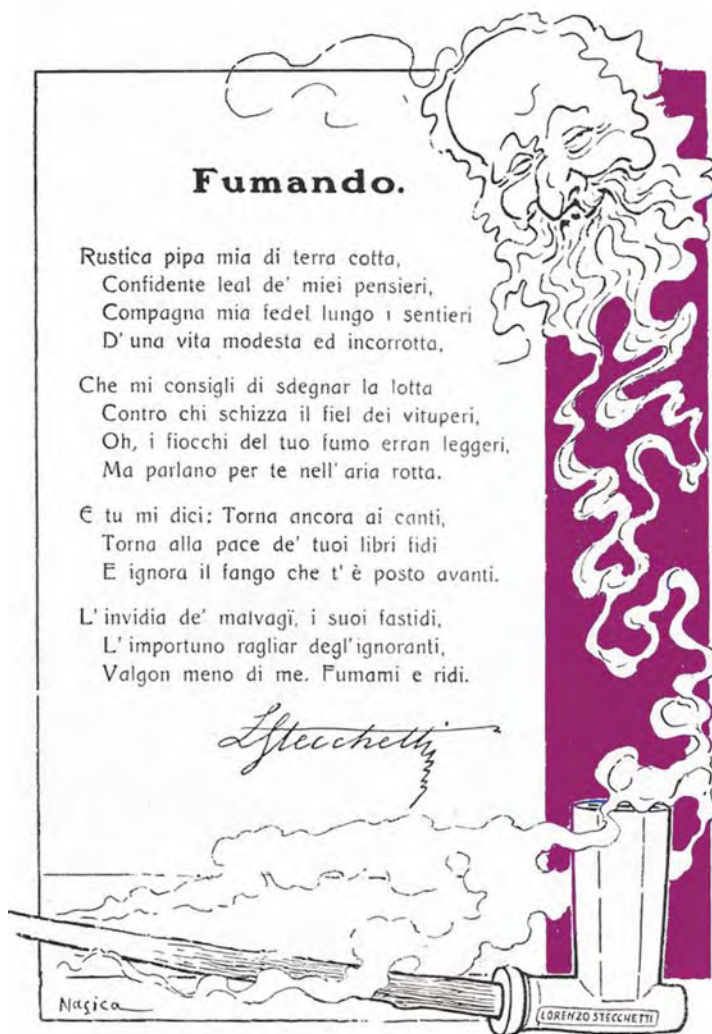 Fumando.
Rustica pipa mia di terra cotta,
Confidente leal de' miei pensieri,
Compagna mia fedel lungo i sentieri
D'una vita modesta ed incorrotta,
Che mi consigli di sdegnar la lotta
Contro chi schizza il fiel dei vituperi,
Oh, i fiocchi del tuo fumo erran leggeri,
Ma parlano per te nell'aria rotta.
E tu mi dici: Torna ancora ai canti,
Torna alla pace de' tuoi libri fidi
E ignora il fango che t'è posto avanti.
L'invidia de' malvagï, i suoi fastidi,
L'importuno ragliar degl'ignoranti,
Valgon meno di me. Fumami e ridi.
LStecchetti
Nasica
LORENZO STECCHETTI